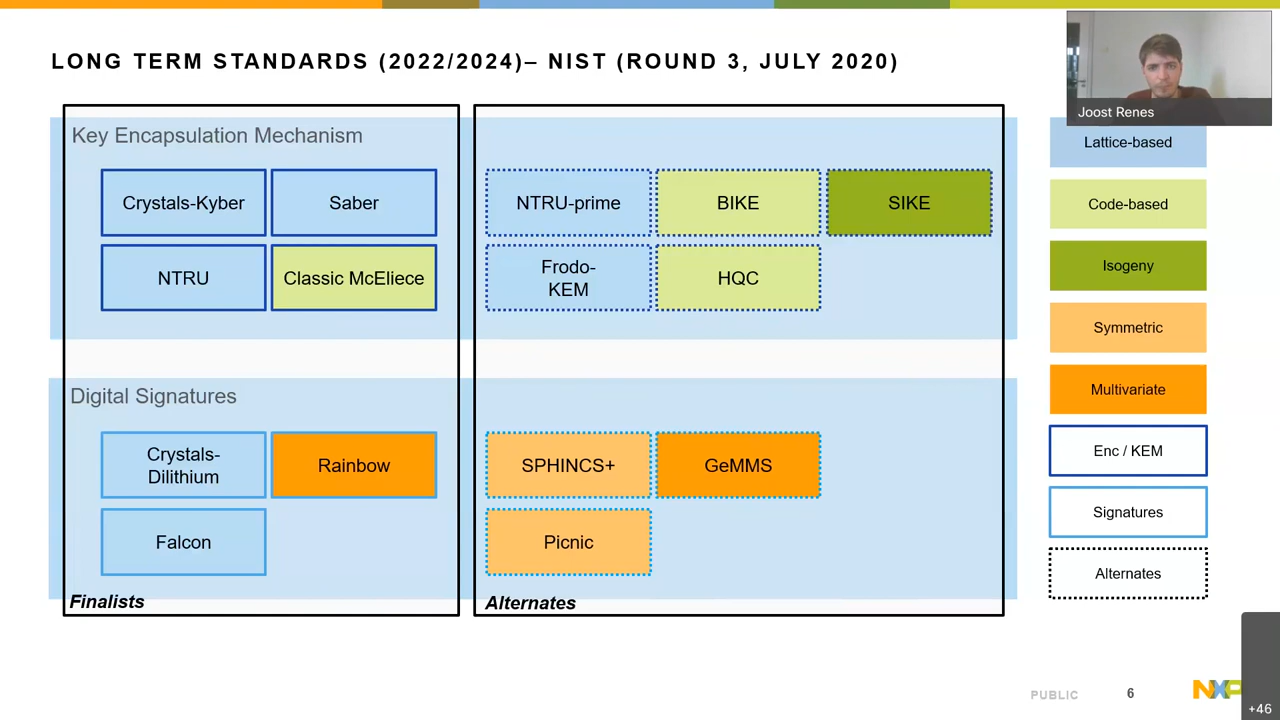 LONG TERM STANDARDS (2022/2024)– NIST (ROUND 3, JULY 2020)
Joost Renes
Key Encapsulation Mechanism
Crystals-Kyber
Saber
NTRU
Classic McEliece
NTRU-prime
BIKE
SIKE
Frodo-
KEM
HQC
Digital Signatures
Crystals-
Dilithium
Rainbow
Falcon
Finalists
SPHINCS+
GeMMS
Picnic
Alternates
Lattice-based
Code-based
Isogeny
Symmetric
Multivariate
Enc / KEM
Signatures
Alternates
PUBLIC
6
NXP
+46